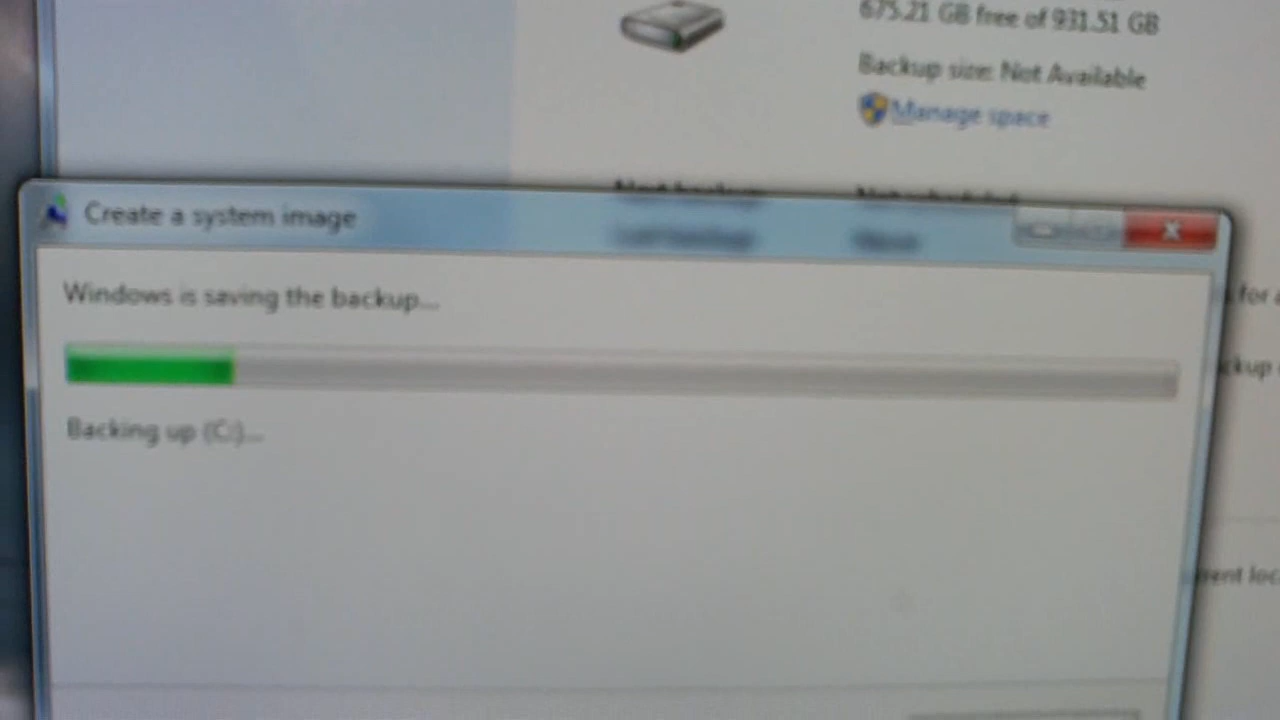 675.21 GB free of 931.51 GB
Backup size: Not Available
Manage space
Create a system image
Windows is saving the backup...
for
Backing up (C:)...